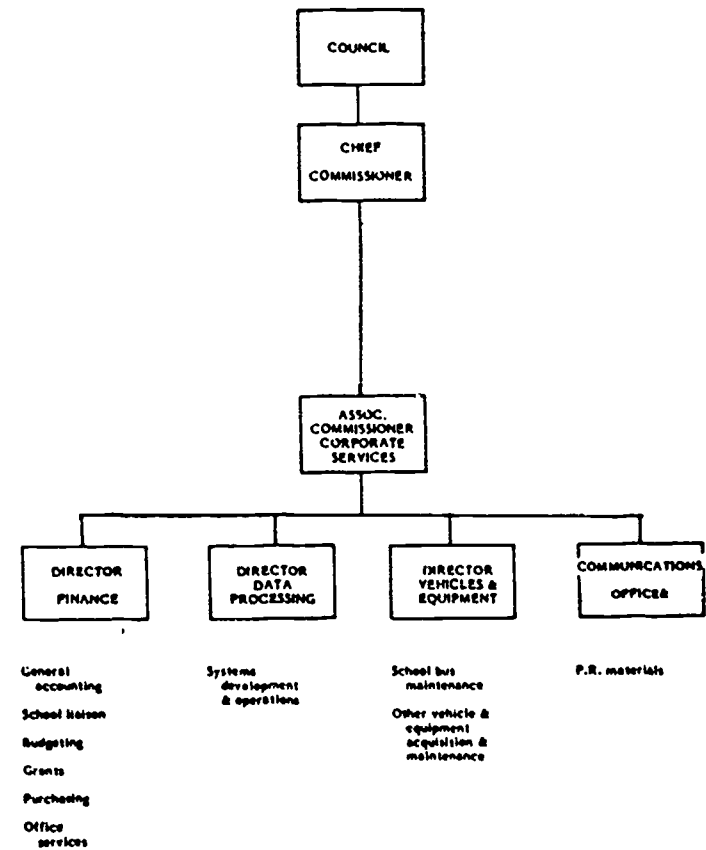 COUNCIL
CHIEF
COMMISSIONER
ASSOC.
COMMISSIONER
CORPORATE
SERVICES
DIRECTOR
FINANCE
DIRECTOR
DATA
PROCESSING
DIRECTOR
VEHICLES &
EQUIPMENT
COMMUNICATIONS
OFFICER
General
accounting
School liaison
Budgeting
Grants
Purchasing
Office
services
Systems
development
& operations
School bus
maintenance
Other vehicle &
equipment
acquisition &
maintenance
P.R. materials